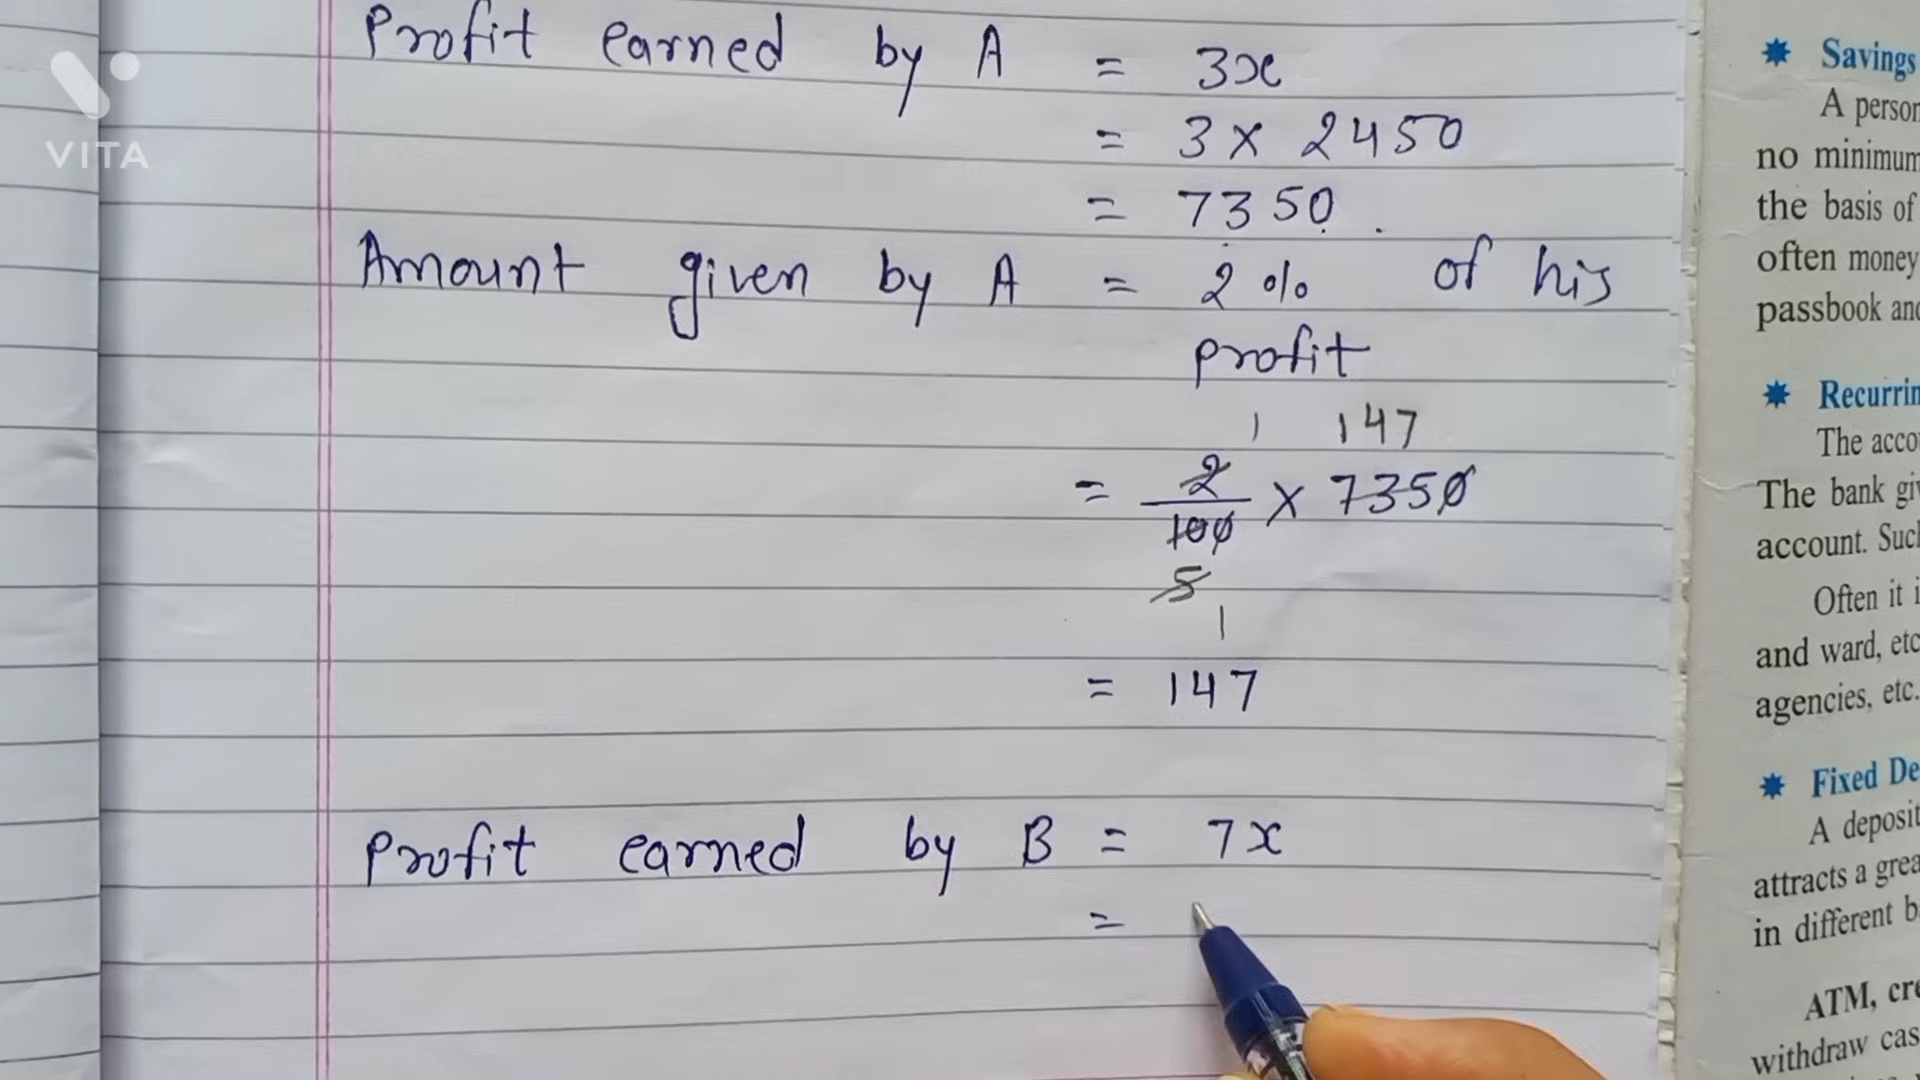 VITA
Profit earned by A = 3x
= 3 x 2450
= 7350.
Amount given by A = 2% of his
profit
1 147
= 2/100 x 7350
5
1
= 147
Profit earned by B = 7x
=
Savings
A person
no minimum
the basis of
often money
passbook and
Recurrin
The acco
The bank gi
account. Such
Often it i
and ward, etc
agencies, etc.
Fixed De
A deposit
attracts a grea
in different b
ATM, cre
withdraw cas